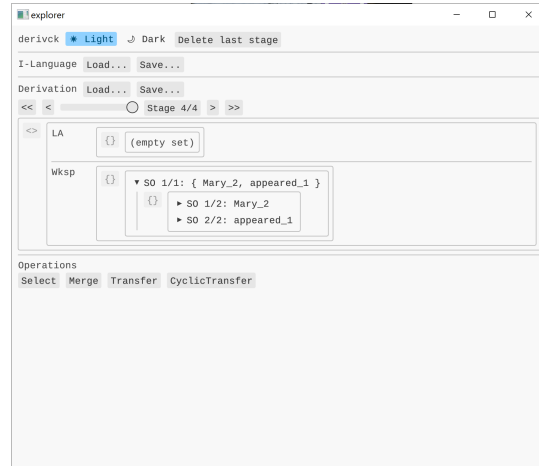 explorer
derivck ☀ Light ☽ Dark Delete last stage
I-Language Load... Save...
Derivation Load... Save...
<< < Stage 4/4 > >>
<> LA {} (empty set)
Wksp {} ▼ SO 1/1: { Mary_2, appeared_1 }
{} ► SO 1/2: Mary_2
► SO 2/2: appeared_1
Operations
Select Merge Transfer CyclicTransfer